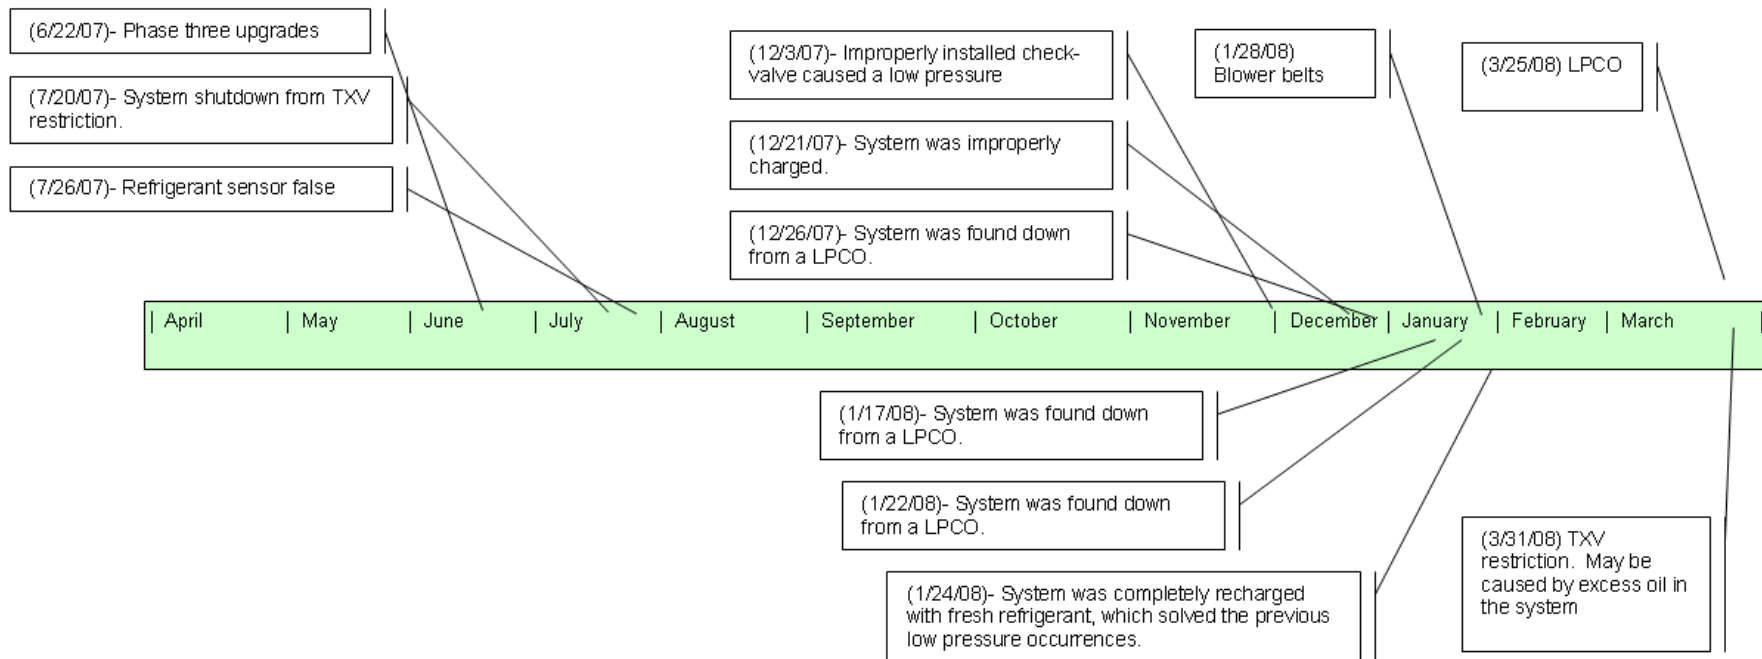 (6/22/07)- Phase three upgrades
(7/20/07)- System shutdown from TXV
restriction.
(7/26/07)- Refrigerant sensor false
(12/3/07)- Improperly installed check-
valve caused a low pressure
(12/21/07)- System was improperly
charged.
(12/26/07)- System was found down
from a LPCO.
(1/28/08)
Blower belts
(3/25/08) LPCO
April May June July August September October November December January February March
(1/17/08)- System was found down
from a LPCO.
(1/22/08)- System was found down
from a LPCO.
(1/24/08)- System was completely recharged
with fresh refrigerant, which solved the previous
low pressure occurrences.
(3/31/08) TXV
restriction.  May be
caused by excess oil in
the system